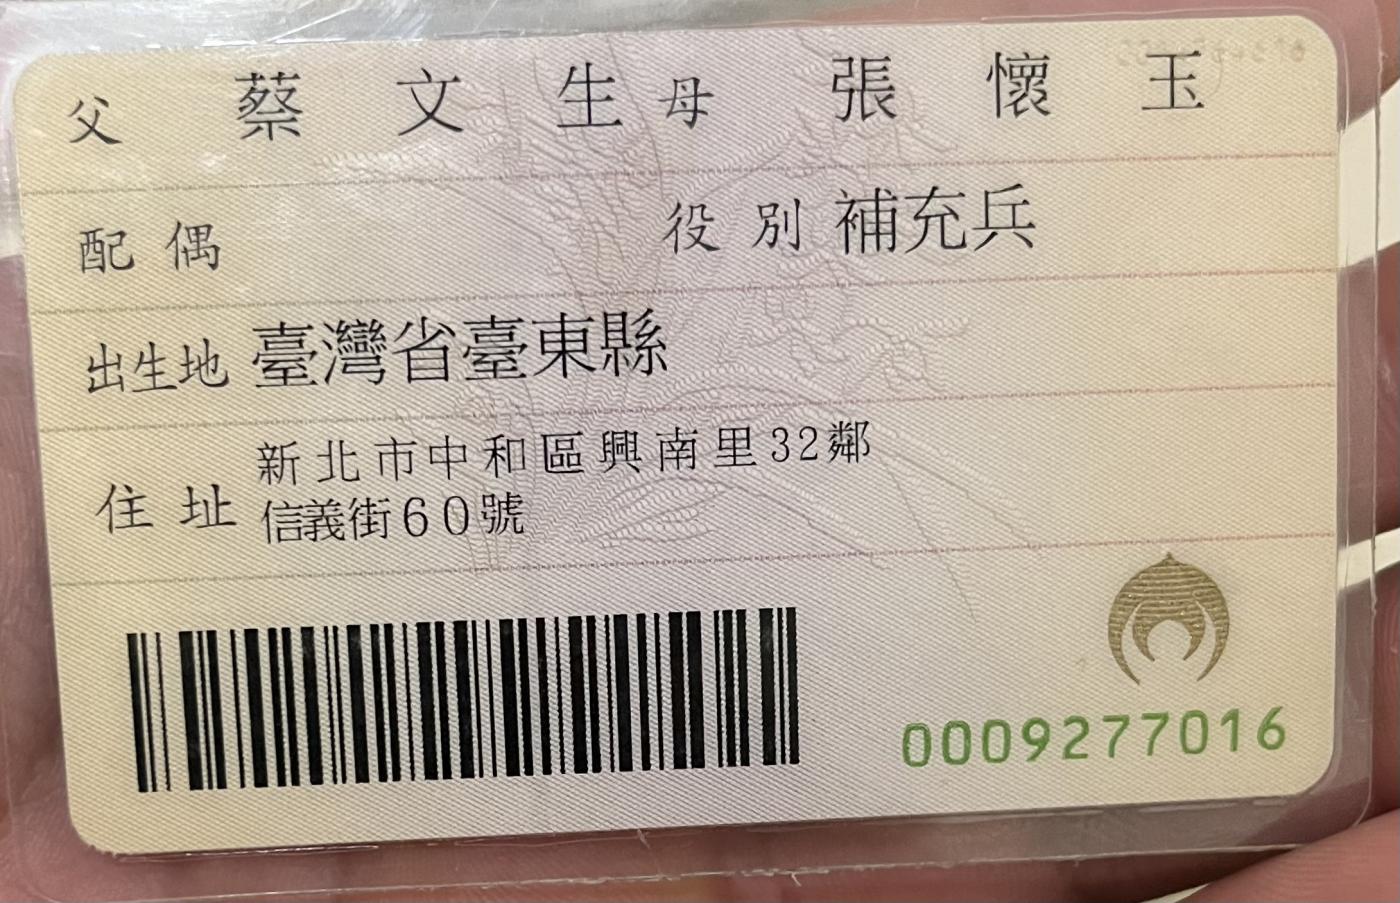 父 蔡文生 母 張懷玉
配偶 役別 補充兵
出生地 臺灣省臺東縣
住址 新北市中和區興南里32鄰
信義街60號
0009277016